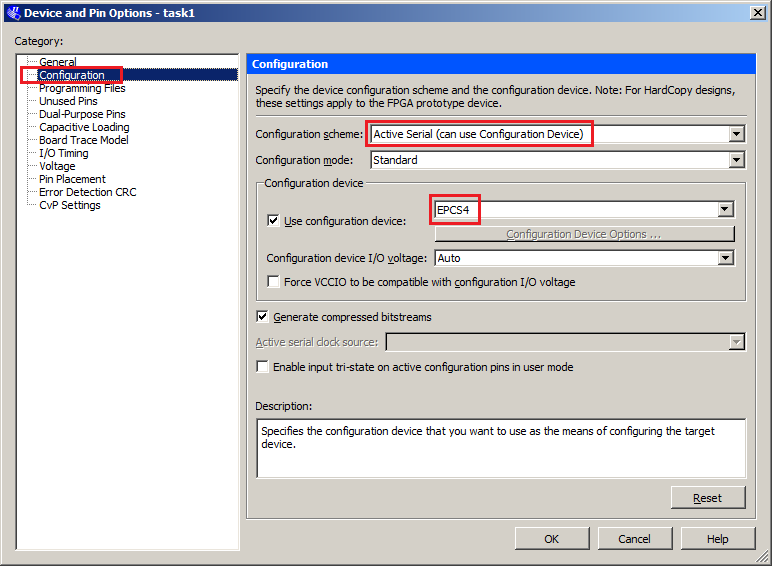 Device and Pin Options - task1
Category:
General
Configuration
Programming Files
Unused Pins
Dual-Purpose Pins
Capacitive Loading
Board Trace Model
I/O Timing
Voltage
Pin Placement
Error Detection CRC
CvP Settings
Configuration
Specify the device configuration scheme and the configuration device. Note: For HardCopy designs,
these settings apply to the FPGA prototype device.
Configuration scheme: Active Serial (can use Configuration Device)
Configuration mode: Standard
Configuration device
Use configuration device: EPCS4
Configuration Device Options ...
Configuration device I/O voltage: Auto
Force VCCIO to be compatible with configuration I/O voltage
Generate compressed bitstreams
Active serial clock source:
Enable input tri-state on active configuration pins in user mode
Description:
Specifies the configuration device that you want to use as the means of configuring the target
device.
Reset
OK Cancel Help